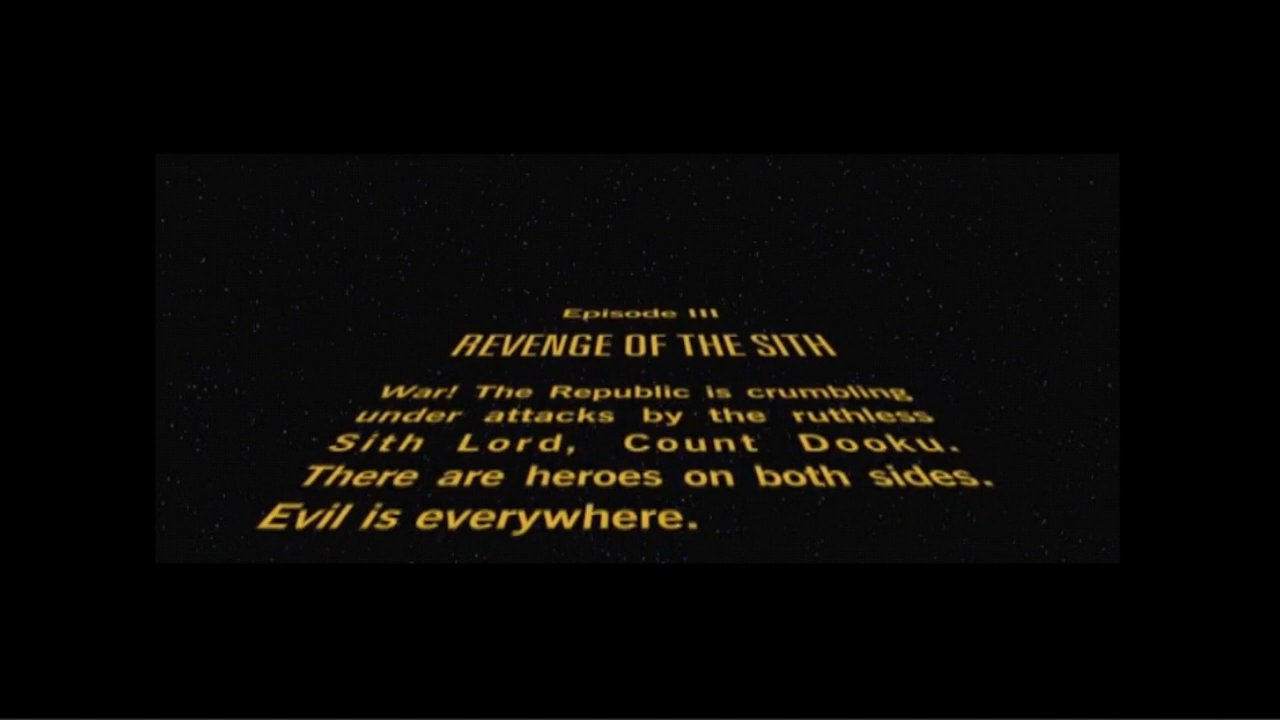 Episode III
REVENGE OF THE SITH
War! The Republic is crumbling
under attacks by the ruthless
Sith Lord, Count Dooku.
There are heroes on both sides.
Evil is everywhere.